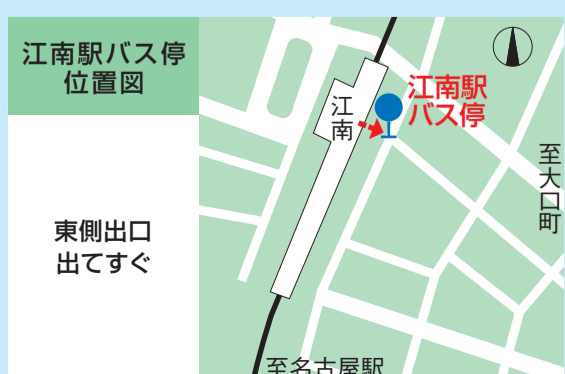 江南駅バス停
位置図
東側出口
出てすぐ
江南
江南駅
バス停
至大口町
至名古屋駅